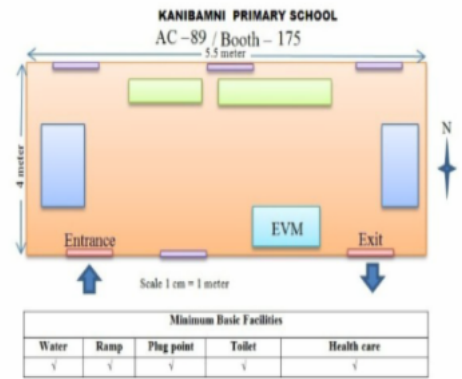 KANIBAMNI PRIMARY SCHOOL
AC -89 / Booth - 175
5.5 meter
N
4 meter
EVM
Entrance
Exit
Scale 1 cm = 1 meter
Minimum Basic Facilities
Water Ramp Plug point Toilet Health care
√ √ √ √ √